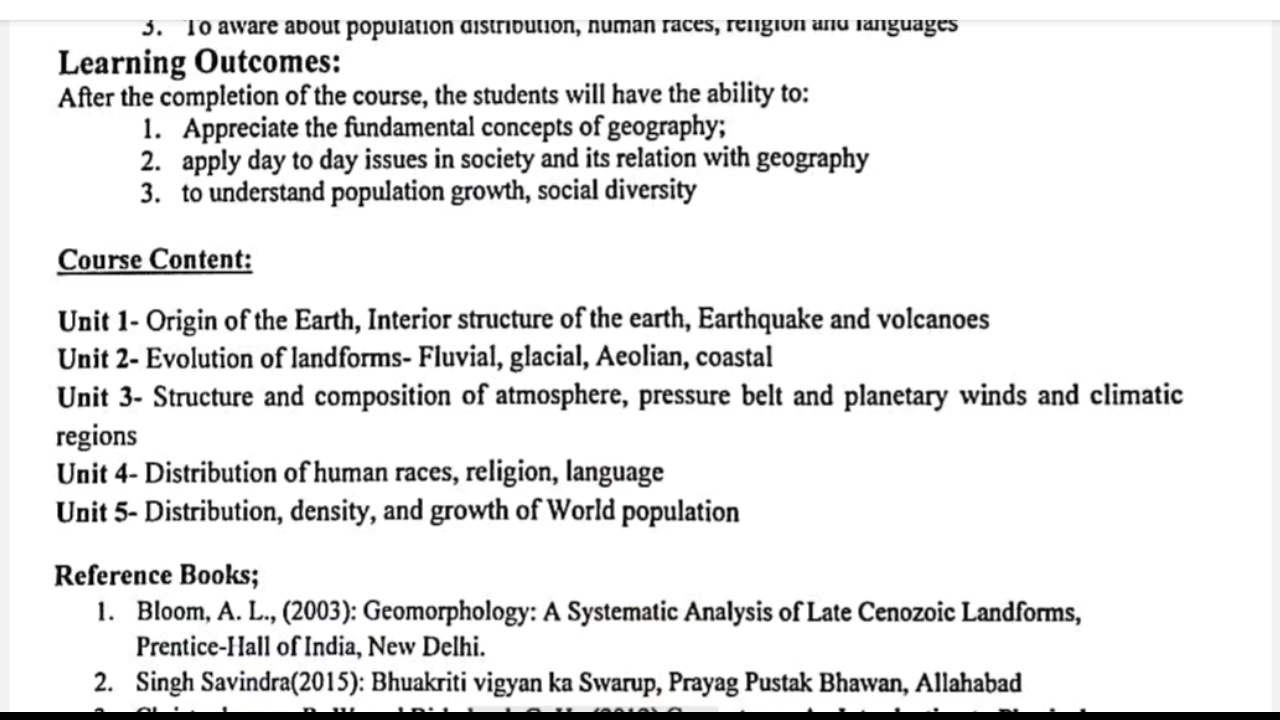 3. To aware about population distribution, human races, religion and languages
Learning Outcomes:
After the completion of the course, the students will have the ability to:
1. Appreciate the fundamental concepts of geography;
2. apply day to day issues in society and its relation with geography
3. to understand population growth, social diversity
Course Content:
Unit 1- Origin of the Earth, Interior structure of the earth, Earthquake and volcanoes
Unit 2- Evolution of landforms- Fluvial, glacial, Aeolian, coastal
Unit 3- Structure and composition of atmosphere, pressure belt and planetary winds and climatic
regions
Unit 4- Distribution of human races, religion, language
Unit 5- Distribution, density, and growth of World population
Reference Books;
1. Bloom, A. L., (2003): Geomorphology: A Systematic Analysis of Late Cenozoic Landforms,
Prentice-Hall of India, New Delhi.
2. Singh Savindra(2015): Bhuakriti vigyan ka Swarup, Prayag Pustak Bhawan, Allahabad